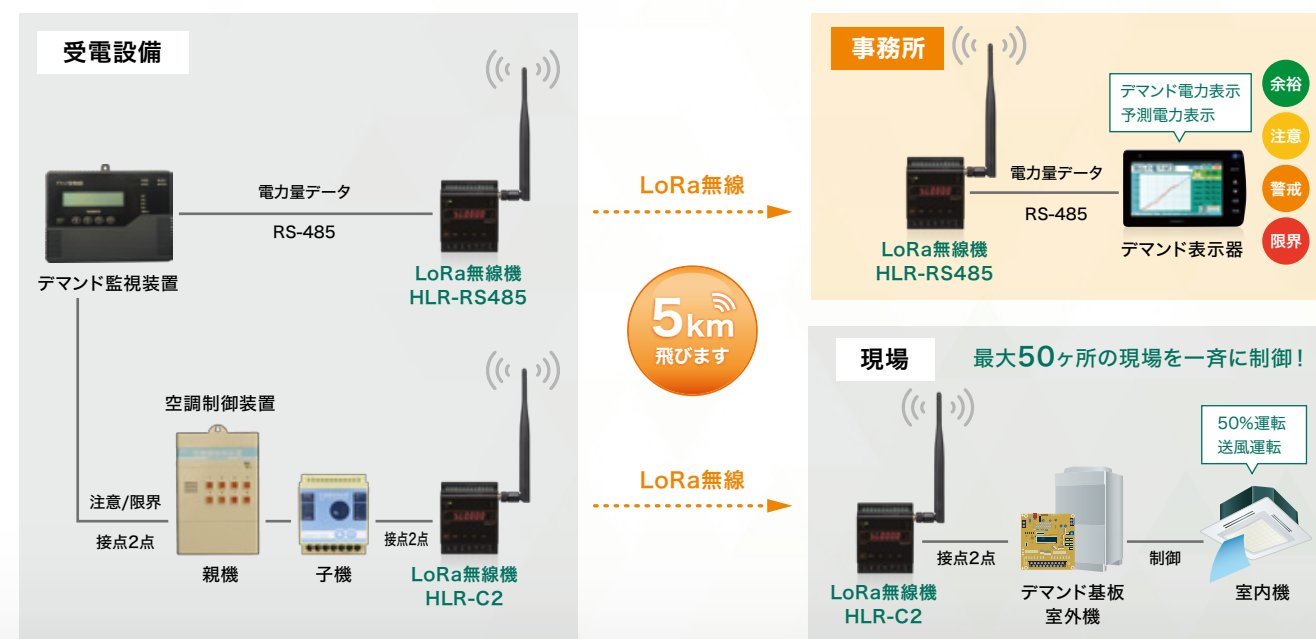 受電設備
電力量データ
RS-485
デマンド監視装置
LoRa無線機
HLR-RS485
空調制御装置
注意/限界
接点2点
接点2点
親機
子機
LoRa無線機
HLR-C2
LoRa無線
5km
飛びます
LoRa無線
事務所
デマンド電力表示
予測電力表示
余裕
注意
警戒
限界
電力量データ
RS-485
LoRa無線機
HLR-RS485
デマンド表示器
現場
最大50ヶ所の現場を一斉に制御!
50%運転
送風運転
接点2点
制御
LoRa無線機
HLR-C2
デマンド基板
室外機
室内機